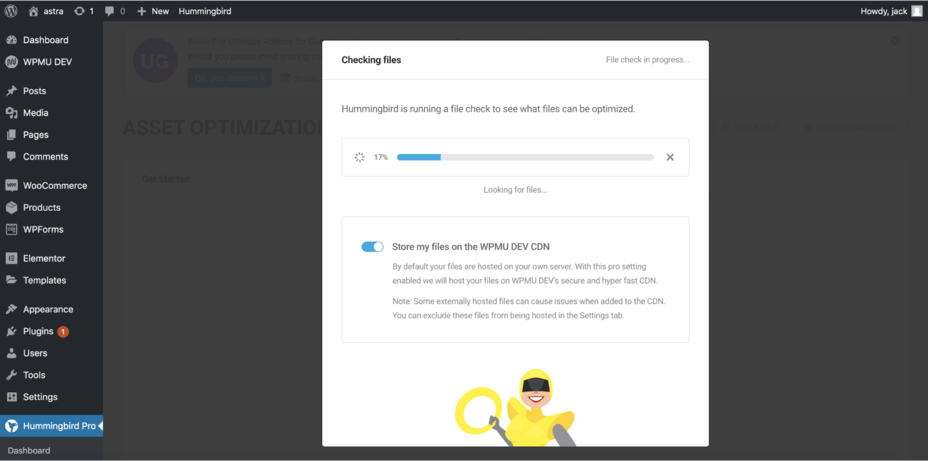 astra
1
0
New
Hummingbird
Howdy, jack
Dashboard
WPMU DEV
Posts
Media
Pages
Comments
WooCommerce
Products
WPForms
Elementor
Templates
Appearance
Plugins 1
Users
Tools
Settings
Hummingbird Pro
Dashboard
UG
ASSET OPTIMIZATION
Get Started
Checking files
File check in progress...
Hummingbird is running a file check to see what files can be optimized.
17%
Looking for files...
Store my files on the WPMU DEV CDN
By default your files are hosted on your own server. With this pro setting
enabled we will host your files on WPMU DEV's secure and hyper fast CDN.
Note: Some externally hosted files can cause issues when added to the CDN.
You can exclude these files from being hosted in the Settings tab.